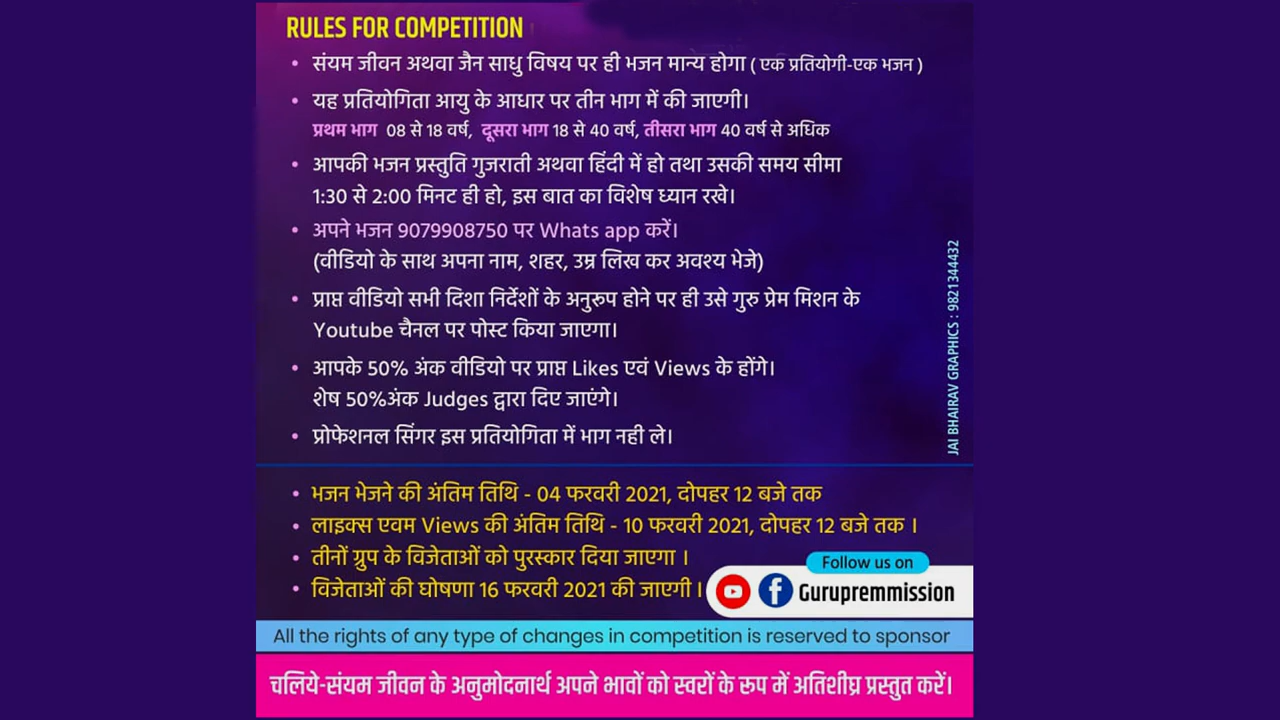 RULES FOR COMPETITION
• संयम जीवन अथवा जैन साधु विषय पर ही भजन मान्य होगा ( एक प्रतियोगी-एक भजन )
• यह प्रतियोगिता आयु के आधार पर तीन भाग में की जाएगी।
प्रथम भाग 08 से 18 वर्ष, दूसरा भाग 18 से 40 वर्ष, तीसरा भाग 40 वर्ष से अधिक
• आपकी भजन प्रस्तुति गुजराती अथवा हिंदी में हो तथा उसकी समय सीमा
1:30 से 2:00 मिनट ही हो, इस बात का विशेष ध्यान रखे।
• अपने भजन 9079908750 पर Whats app करें।
(वीडियो के साथ अपना नाम, शहर, उम्र लिख कर अवश्य भेजे)
• प्राप्त वीडियो सभी दिशा निर्देशों के अनुरूप होने पर ही उसे गुरु प्रेम मिशन के
Youtube चैनल पर पोस्ट किया जाएगा।
• आपके 50% अंक वीडियो पर प्राप्त Likes एवं Views के होंगे।
शेष 50%अंक Judges द्वारा दिए जाएंगे।
• प्रोफेशनल सिंगर इस प्रतियोगिता में भाग नही ले।
JAI BHAIRAV GRAPHICS : 9821344432
• भजन भेजने की अंतिम तिथि - 04 फरवरी 2021, दोपहर 12 बजे तक
• लाइक्स एवम Views की अंतिम तिथि - 10 फरवरी 2021, दोपहर 12 बजे तक ।
• तीनों ग्रुप के विजेताओं को पुरस्कार दिया जाएगा ।
• विजेताओं की घोषणा 16 फरवरी 2021 की जाएगी ।
Follow us on
Gurupremmission
All the rights of any type of changes in competition is reserved to sponsor
चलिये-संयम जीवन के अनुमोदनार्थ अपने भावों को स्वरों के रूप में अतिशीघ्र प्रस्तुत करें।